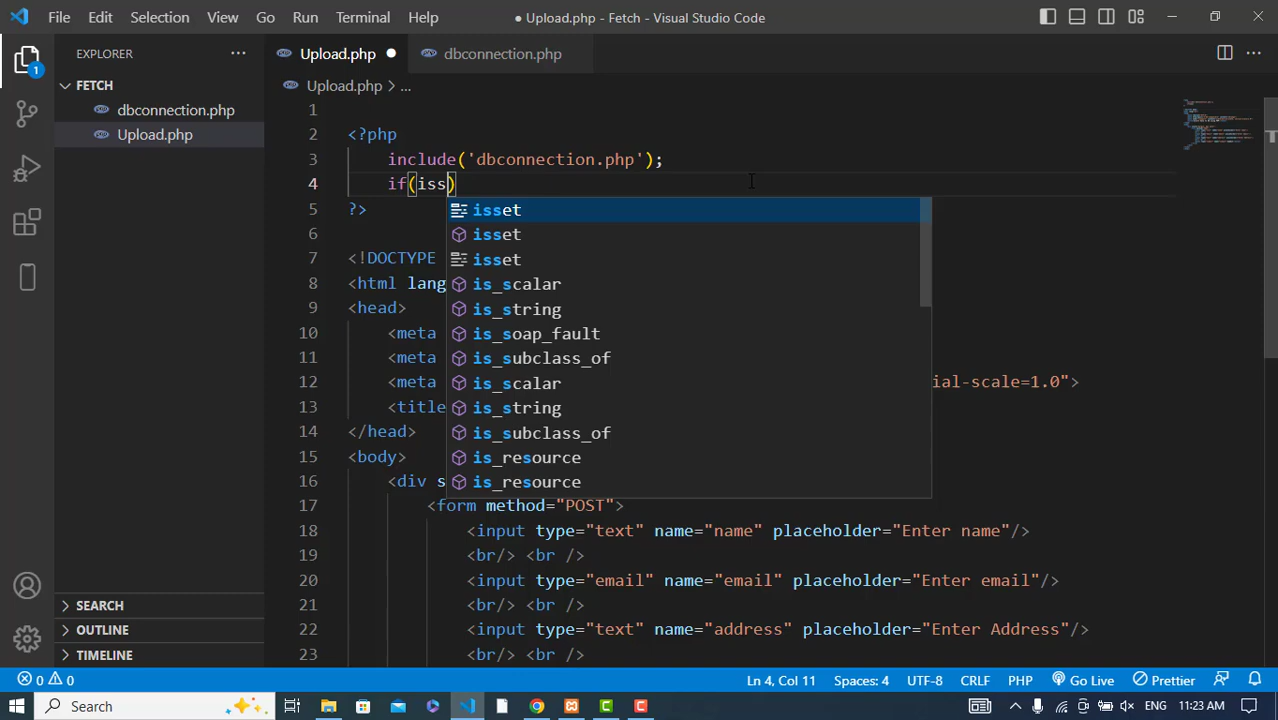 File Edit Selection View Go Run Terminal Help
● Upload.php - Fetch - Visual Studio Code
EXPLORER
Upload.php
dbconnection.php
FETCH
dbconnection.php
Upload.php
Upload.php > ...
1
2 <?php
3 include('dbconnection.php');
4 if(iss)
5 ?>
6
7 <!DOCTYPE
8 <html lang
9 <head>
10 <meta
11 <meta
12 <meta ial-scale=1.0">
13 <title
14 </head>
15 <body>
16 <div s
17 <form method="POST">
18 <input type="text" name="name" placeholder="Enter name"/>
19 <br/> <br />
20 <input type="email" name="email" placeholder="Enter email"/>
21 <br/> <br />
22 <input type="text" name="address" placeholder="Enter Address"/>
23 <br/> <br />
isset
isset
isset
is_scalar
is_string
is_soap_fault
is_subclass_of
is_scalar
is_string
is_subclass_of
is_resource
is_resource
1
SEARCH
OUTLINE
TIMELINE
0 0
Ln 4, Col 11 Spaces: 4 UTF-8 CRLF PHP Go Live Prettier
Search
ENG 11:23 AM